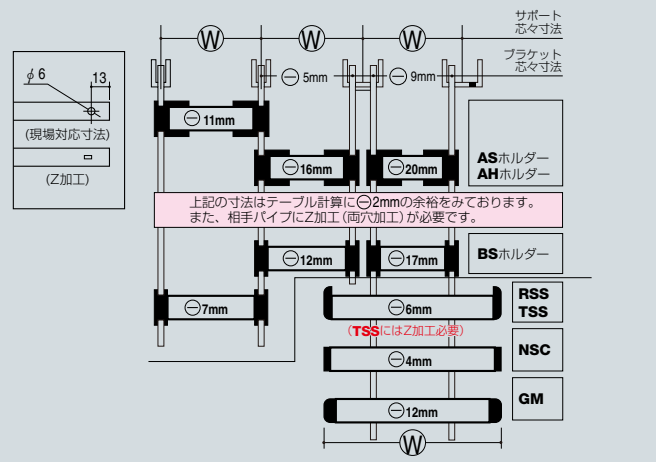 サポート
芯々寸法
W W W
ブラケット
芯々寸法
⊖5mm ⊖9mm
φ6 13
(現場対応寸法)
(Z加工)
⊖11mm
⊖16mm ⊖20mm
ASホルダー
AHホルダー
上記の寸法はテーブル計算に⊖2mmの余裕をみております。
また、相手パイプにZ加工(両穴加工)が必要です。
⊖12mm ⊖17mm BSホルダー
⊖7mm ⊖6mm
RSS
TSS
(TSSにはZ加工必要)
⊖4mm NSC
⊖12mm GM
W